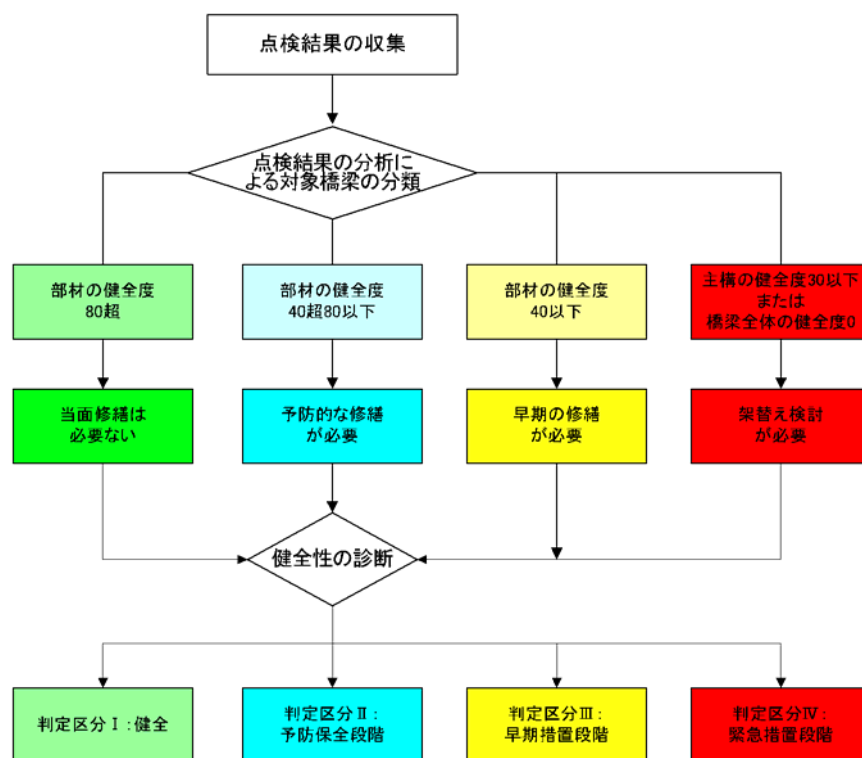 点検結果の収集
点検結果の分析に
よる対象橋梁の分類
部材の健全度
80超
部材の健全度
40超80以下
部材の健全度
40以下
主構の健全度30以下
または
橋梁全体の健全度0
当面修繕は
必要ない
予防的な修繕
が必要
早期の修繕
が必要
架替え検討
が必要
健全性の診断
判定区分Ⅰ:健全
判定区分Ⅱ:
予防保全段階
判定区分Ⅲ:
早期措置段階
判定区分Ⅳ:
緊急措置段階